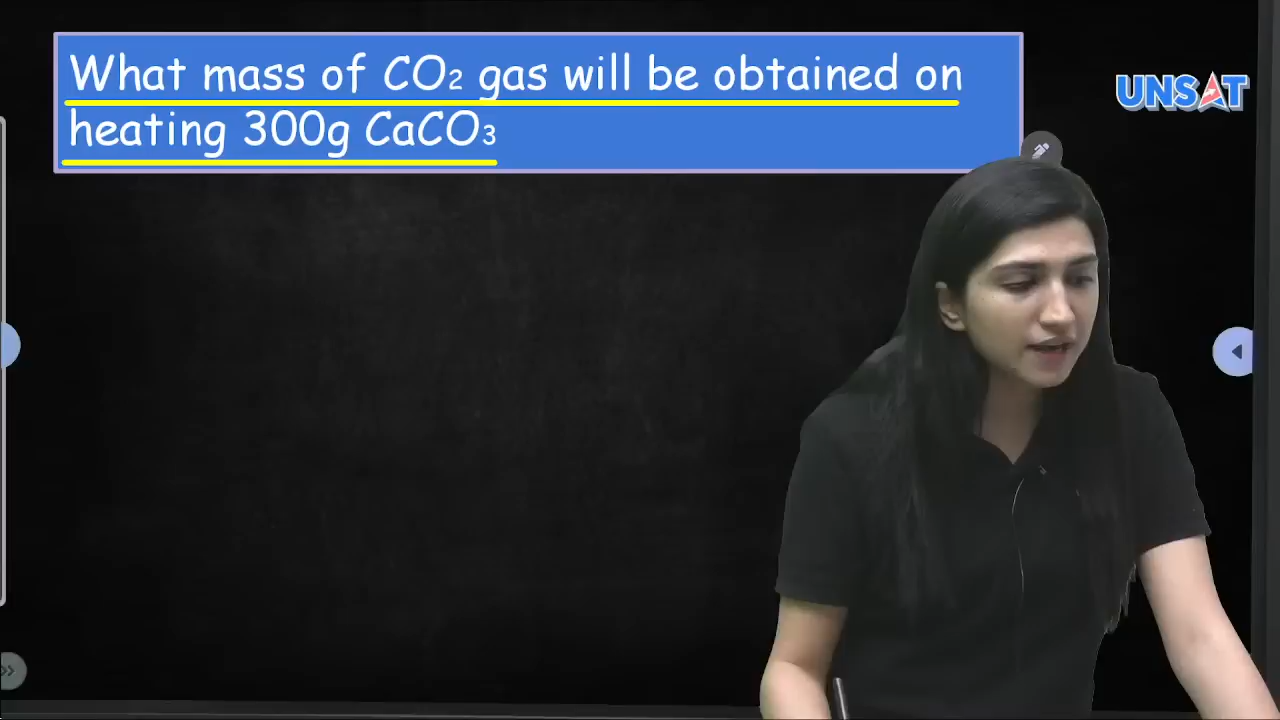 What mass of CO₂ gas will be obtained on
heating 300g CaCO₃
UNSAT